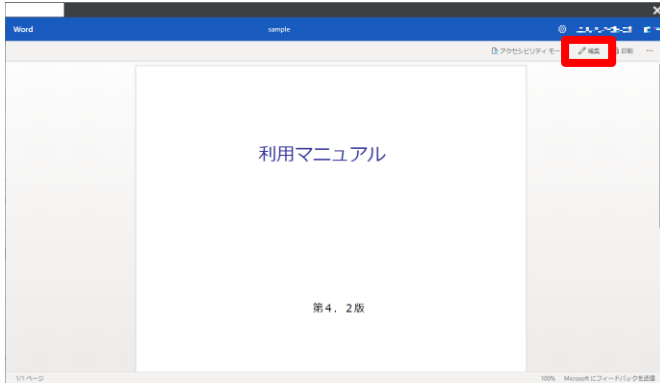 Word
sample
アクセシビリティ モー
編集
印刷
利用マニュアル
第4．2版
1/1 ページ
100%
Microsoft にフィードバックを送信